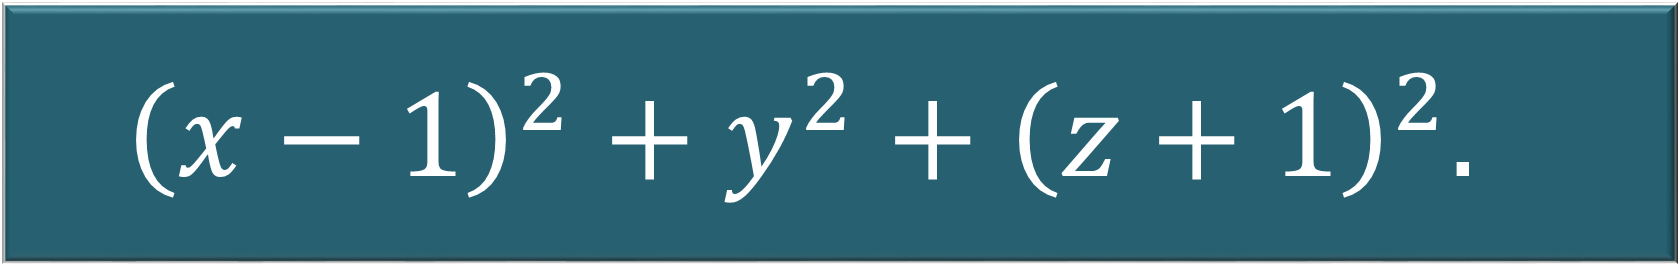 (x − 1)² + y² + (z + 1)².